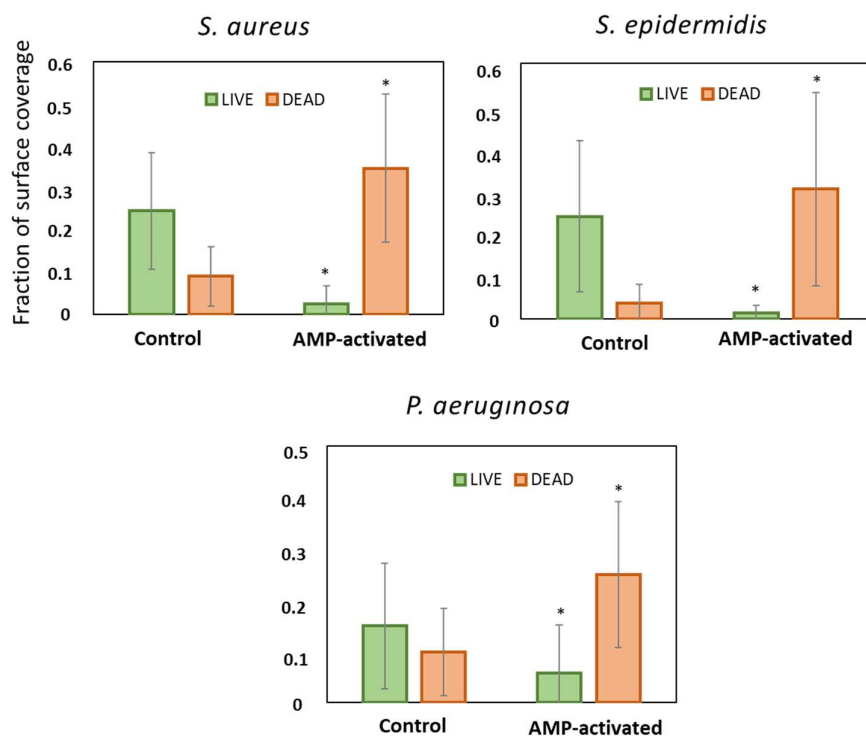 S. aureus
Fraction of surface coverage
0.6
0.5
0.4
0.3
0.2
0.1
0
LIVE DEAD
*
*
Control AMP-activated
S. epidermidis
0.6
0.5
0.4
0.3
0.2
0.1
0
LIVE DEAD
*
*
Control AMP-activated
P. aeruginosa
0.5
0.4
0.3
0.2
0.1
0
LIVE DEAD
*
*
Control AMP-activated